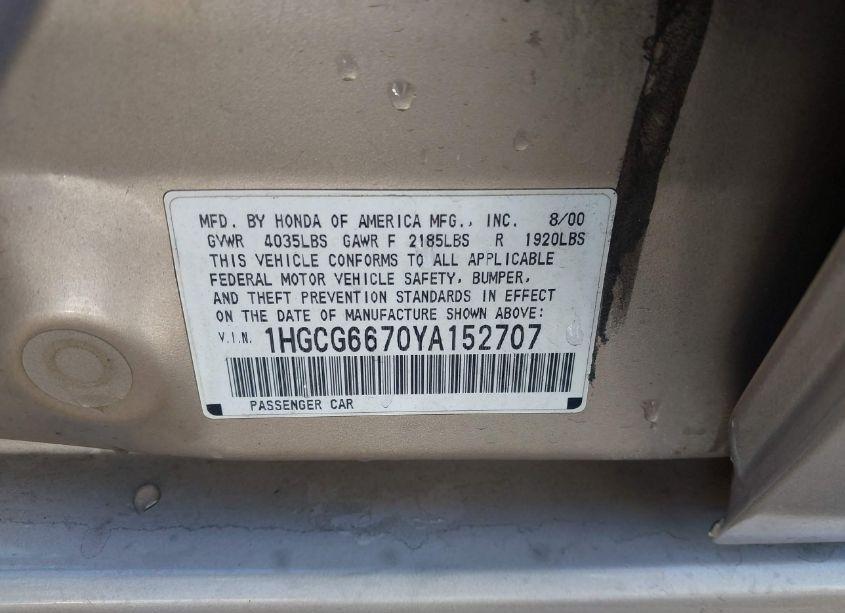 MFD. BY HONDA OF AMERICA MFG., INC. 8/00
GVWR 4035LBS GAWR F 2185LBS R 1920LBS
THIS VEHICLE CONFORMS TO ALL APPLICABLE
FEDERAL MOTOR VEHICLE SAFETY, BUMPER,
AND THEFT PREVENTION STANDARDS IN EFFECT
ON THE DATE OF MANUFACTURE SHOWN ABOVE:
V.I.N. 1HGCG6670YA152707
PASSENGER CAR